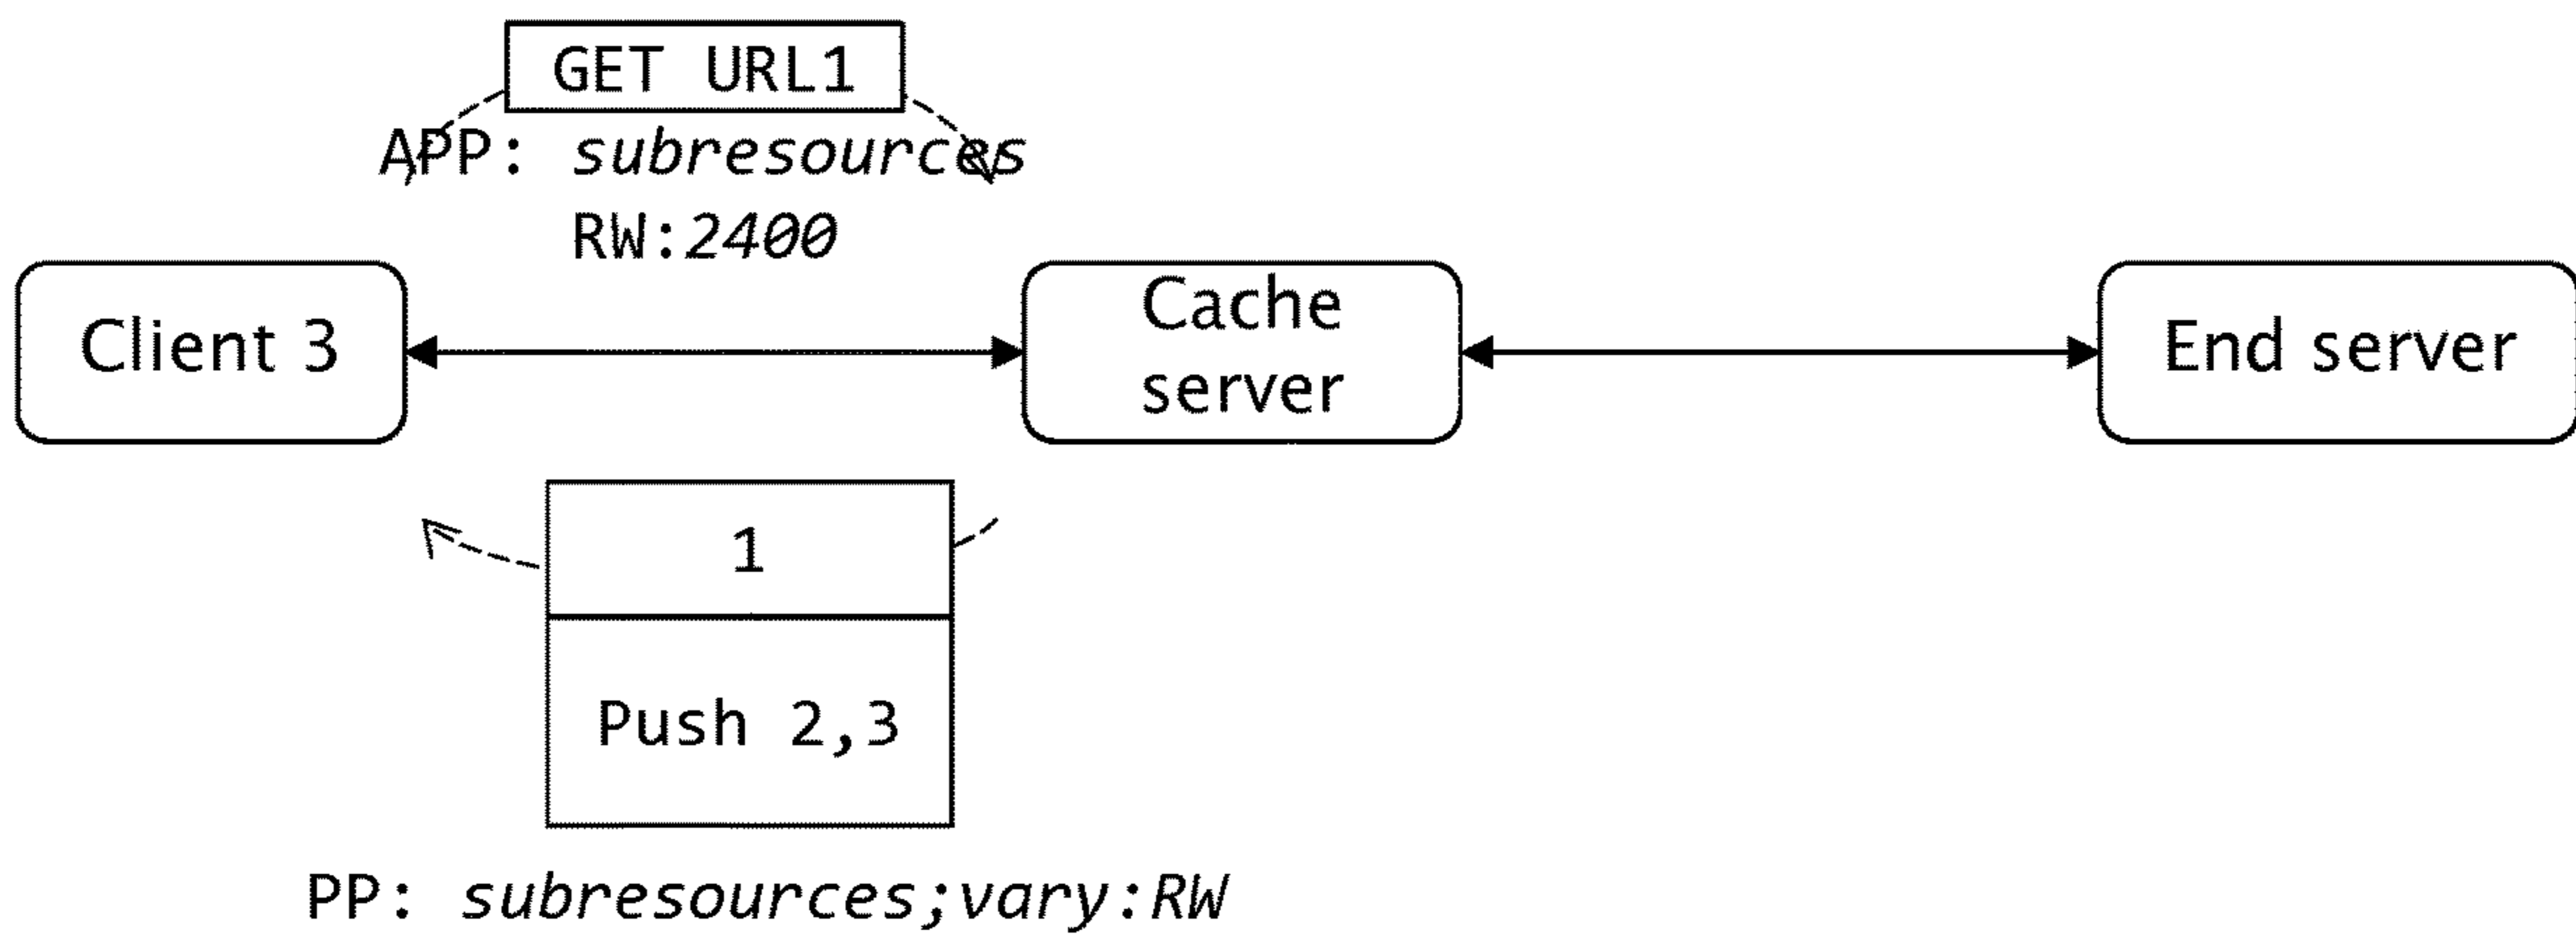 GET URL1
APP: subresources
RW:2400
Client 3
Cache
server
End server
1
Push 2,3
PP: subresources;vary:RW